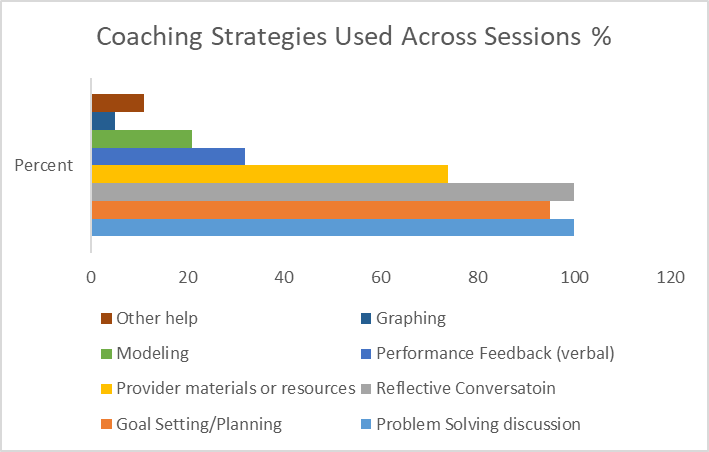 Coaching Strategies Used Across Sessions %
Percent
0 20 40 60 80 100 120
Other help Graphing
Modeling Performance Feedback (verbal)
Provider materials or resources Reflective Conversatoin
Goal Setting/Planning Problem Solving discussion